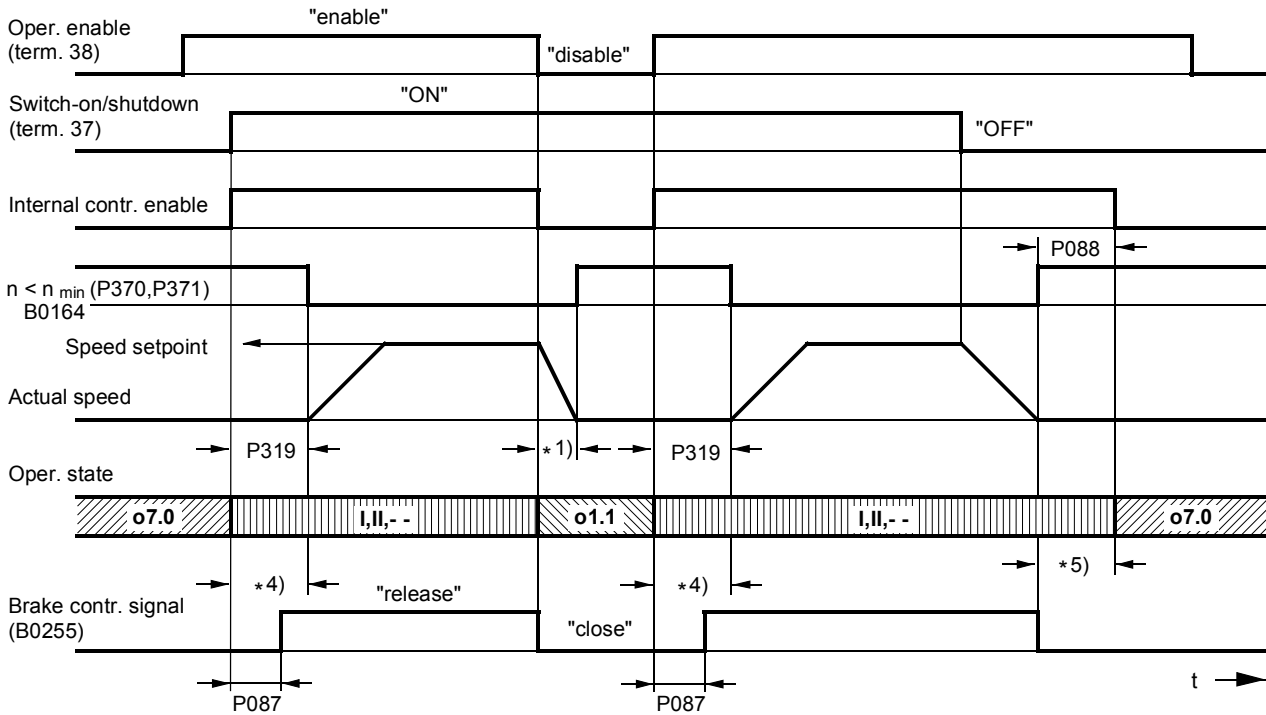 Oper. enable
(term. 38)
"enable"
"disable"
Switch-on/shutdown
(term. 37)
"ON"
"OFF"
Internal contr. enable
P088
n < n min (P370,P371)
B0164
Speed setpoint
Actual speed
P319
*1)
P319
Oper. state
o7.0
I,II,- -
o1.1
I,II,- -
o7.0
*4)
*4)
*5)
Brake contr. signal
(B0255)
"release"
"close"
t
P087
P087